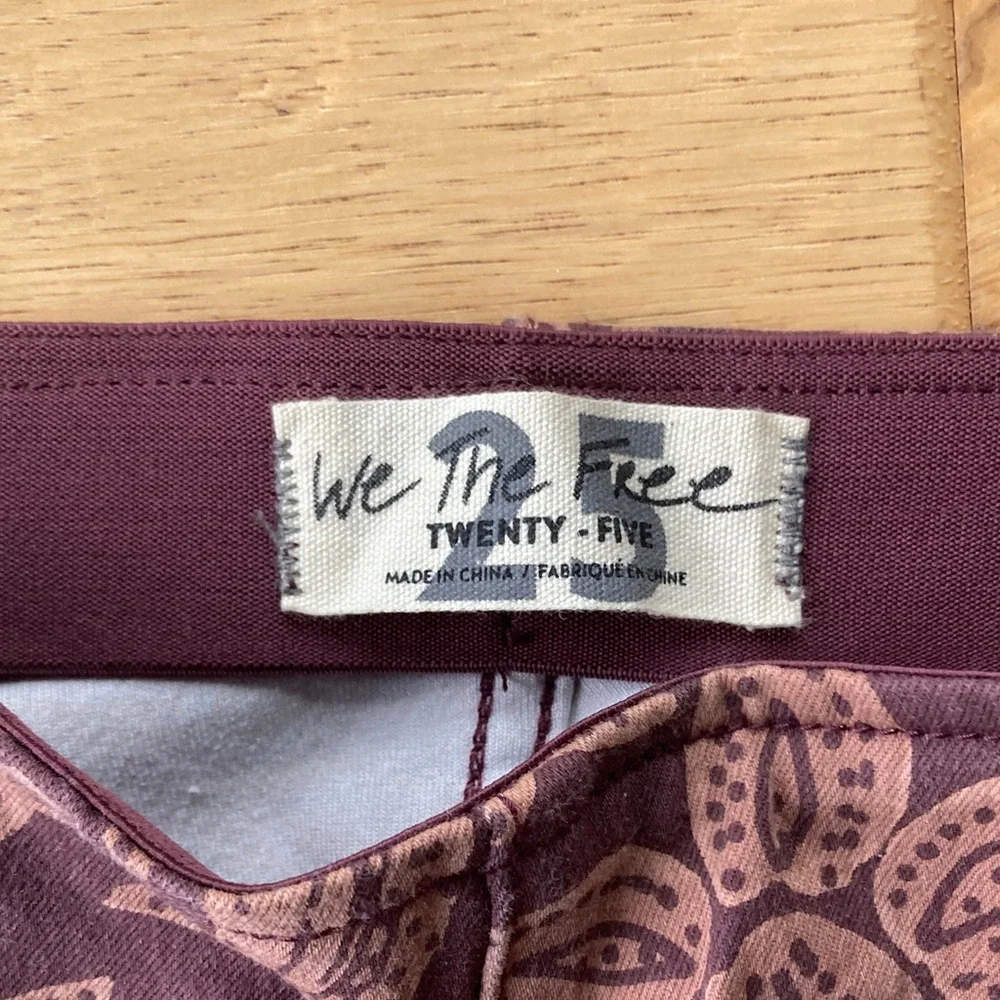 25
We The Free
TWENTY-FIVE
MADE IN CHINA / FABRIQUÉ EN CHINE